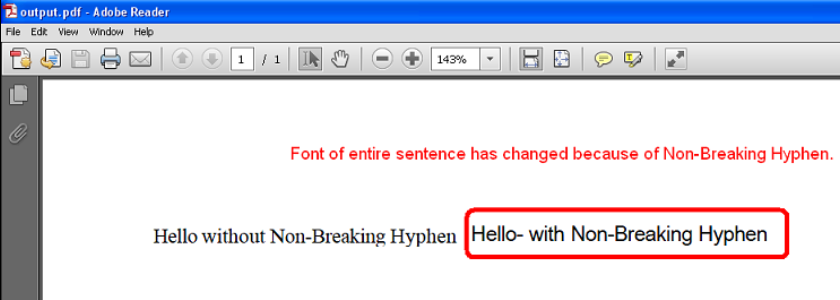 output.pdf - Adobe Reader
File Edit View Window Help
1 / 1 143%
Font of entire sentence has changed because of Non-Breaking Hyphen.
Hello without Non-Breaking Hyphen Hello- with Non-Breaking Hyphen